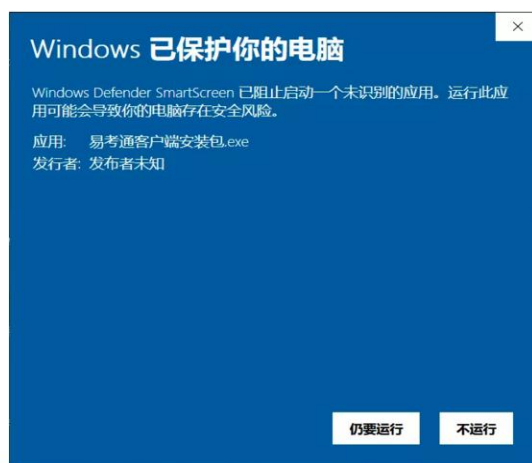 Windows 已保护你的电脑
Windows Defender SmartScreen 已阻止启动一个未识别的应用。运行此应
用可能会导致你的电脑存在安全风险。
应用: 易考通客户端安装包.exe
发行者: 发布者未知
仍要运行 不运行